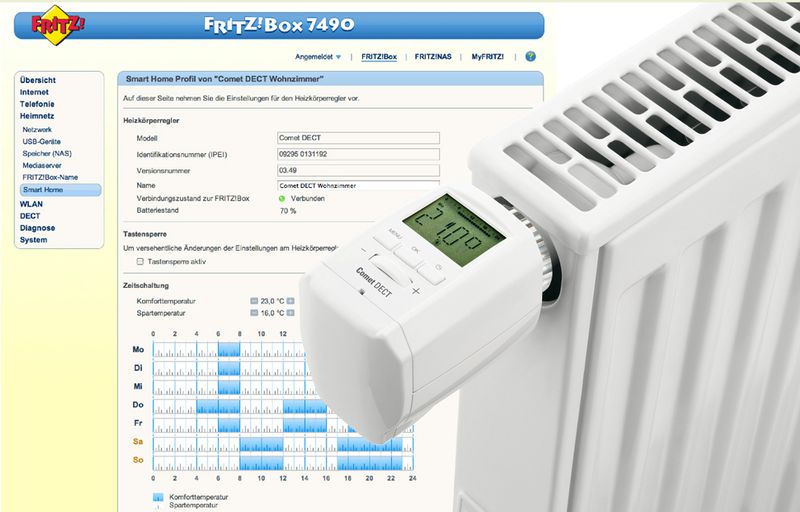 FRITZ!
FRITZ!Box 7490
Angemeldet | FRITZ!Box | FRITZ!NAS | MyFRITZ! | ?
Übersicht
Internet
Telefonie
Heimnetz
Netzwerk
USB-Geräte
Speicher (NAS)
Mediaserver
FRITZ!Box-Name
Smart Home
WLAN
DECT
Diagnose
System
Smart Home Profil von "Comet DECT Wohnzimmer"
Auf dieser Seite nehmen Sie die Einstellungen für den Heizkörperregler vor.
Heizkörperregler
Modell Comet DECT
Identifikationsnummer (IPEI) 09295 0131192
Versionsnummer 03.49
Name Comet DECT Wohnzimmer
Verbindungszustand zur FRITZ!Box Verbunden
Batteriestand 70 %
Tastensperre
Um versehentliche Änderungen der Einstellungen am Heizkörperregle
Tastensperre aktiv
Zeitschaltung
Komforttemperatur 23,0 °C
Spartemperatur 16,0 °C
0 2 4 6 8 10 12
Mo
Di
Mi
Do
Fr
Sa
So
0 2 4 6 8 10 12 14 16 18 20 22 24
Komforttemperatur
Spartemperatur
21.0°
MENU OK
− +
Comet DECT